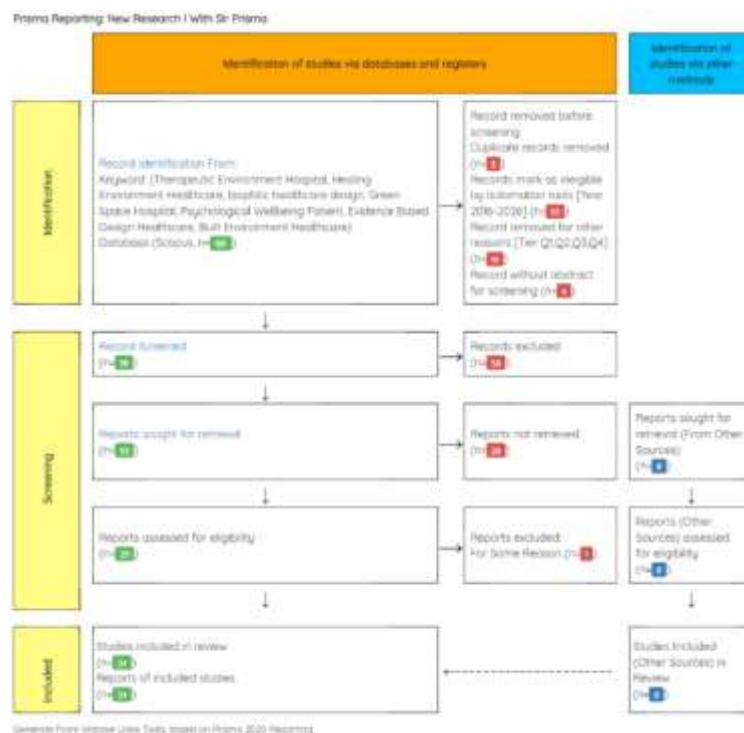 Prisma Reporting: New Research I With Slr Prisma
Identification of studies via databases and registers
Identification of
studies via other
methods
Identification
Record Identification From:
Keyword: (Therapeutic Environment Hospital, Healing
Environment Healthcare, biophilic healthcare design, Green
Space Hospital, Psychological Wellbeing Patient, Evidence Based
Design Healthcare, Built Environment Healthcare)
Database (Scopus, n=
Record removed before
screening:
Duplicate records removed
(n=
Records mark as ineligible
by automation tools [Year
2016-2026] (n=
Record removed for other
reasons [Tier Q1,Q2,Q3,Q4]
(n=
Record without abstract
for screening (n=
Screening
Record Screened
(n=
Records excluded
(n=
Reports sought for retrieval
(n=
Reports not retrieved
(n=
Reports sought for
retrieval (From Other
Sources)
(n=
Reports assessed for eligibility
(n=
Reports excluded:
For Some Reason (n=
Reports (Other
Sources) assessed
for eligibility
(n=
Included
Studies included in review
(n=
Reports of included studies
(n=
Studies Included
(Other Sources) in
Review
(n=
Generate From Tools, based on Prisma 2020 Reporting